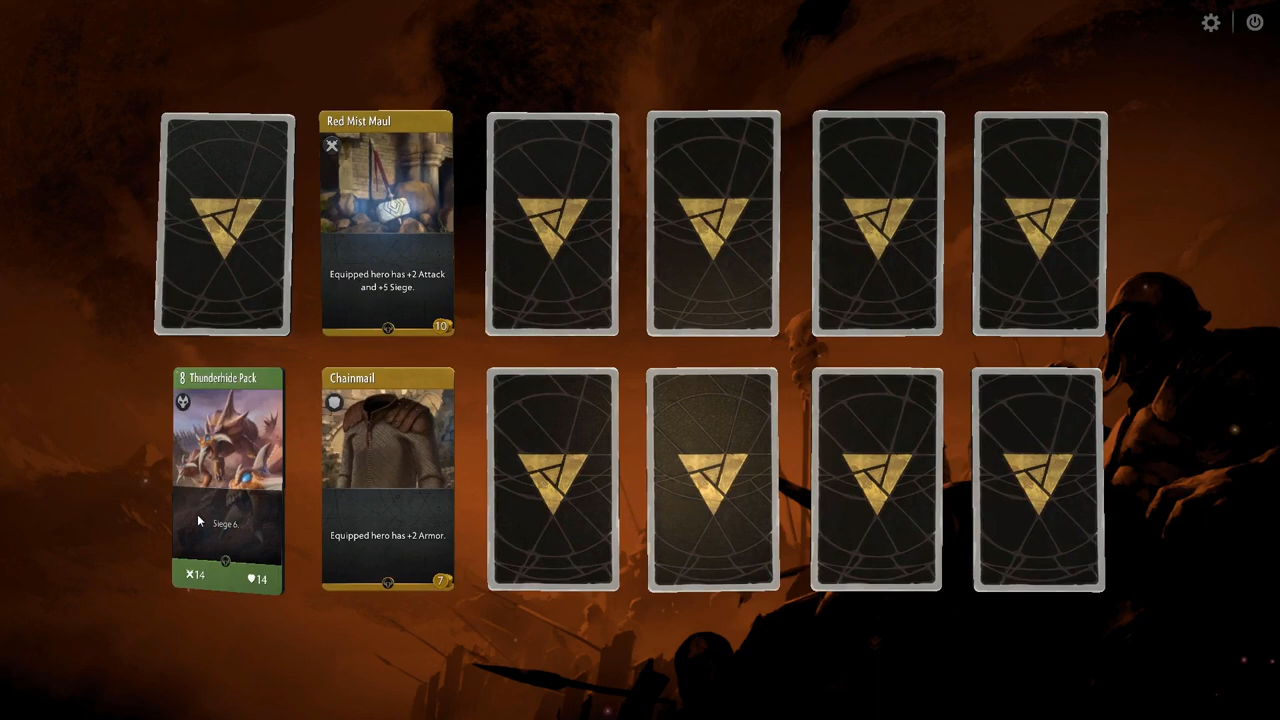 Red Mist Maul
Equipped hero has +2 Attack
and +5 Siege.
10
8 Thunderhide Pack
Siege 6.
14
14
Chainmail
Equipped hero has +2 Armor.
7